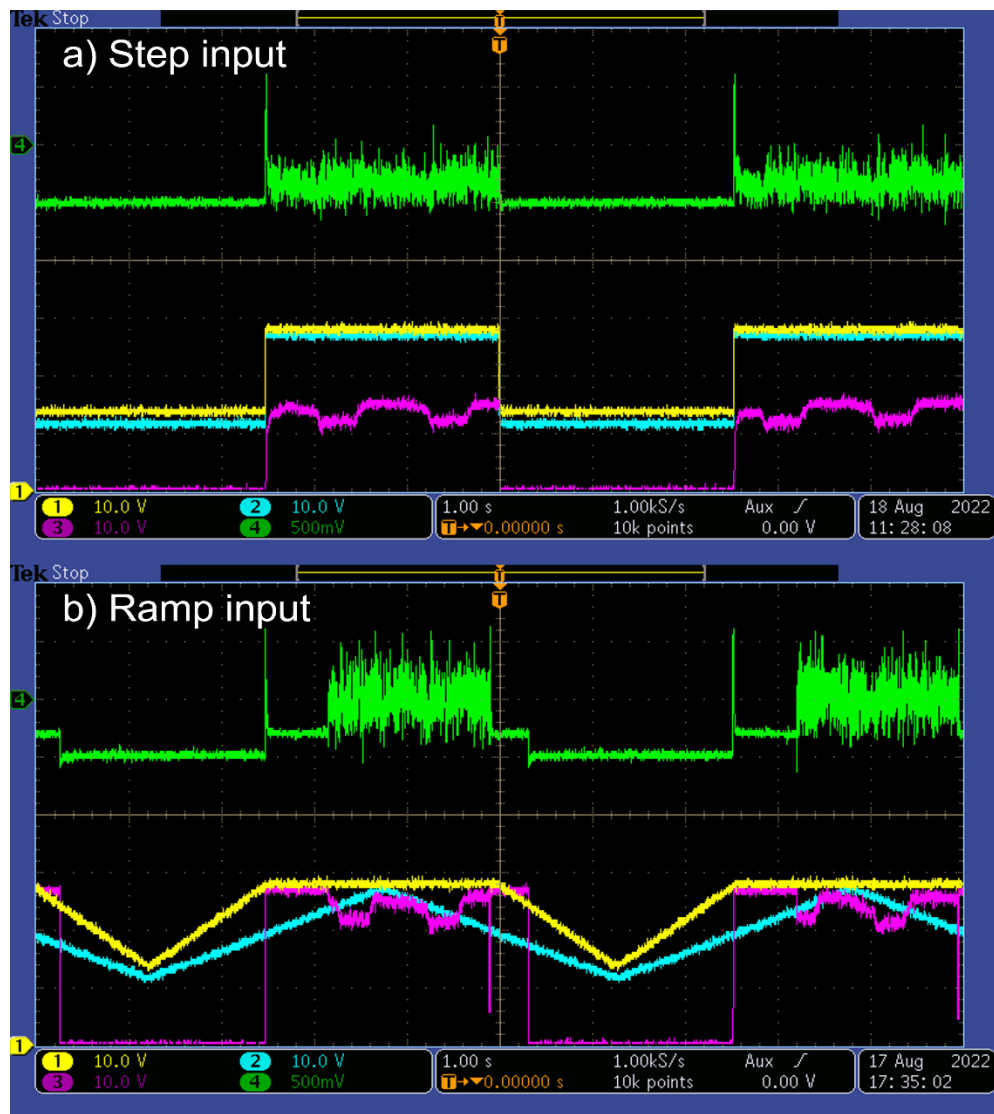 Tek Stop
T
T
a) Step input
4
1
1 10.0 V 2 10.0 V 1.00 s 1.00kS/s Aux ∫ 18 Aug 2022
3 10.0 V 4 500mV T→▼0.00000 s 10k points 0.00 V 11:28:08
Tek Stop
T
T
b) Ramp input
4
1
1 10.0 V 2 10.0 V 1.00 s 1.00kS/s Aux ∫ 17 Aug 2022
3 10.0 V 4 500mV T→▼0.00000 s 10k points 0.00 V 17:35:02